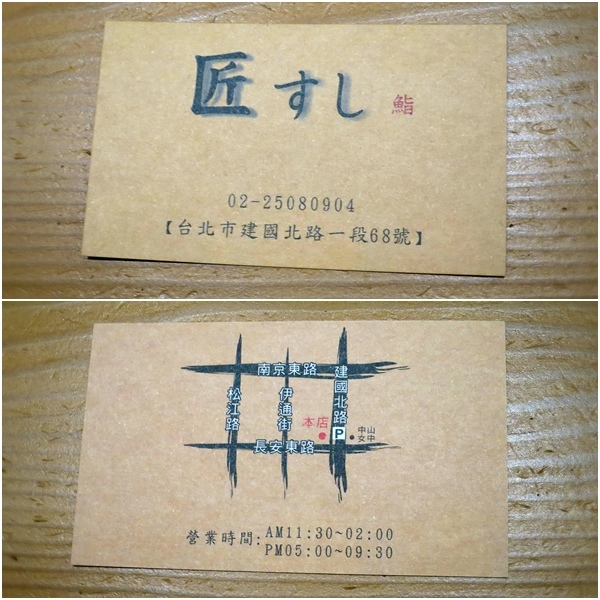 匠すし 鮨
02-25080904
【台北市建國北路一段68號】
南京東路
建國北路
松江路
伊通街
本店
P
中山
女中
長安東路
營業時間:AM11:30~02:00
PM05:00~09:30